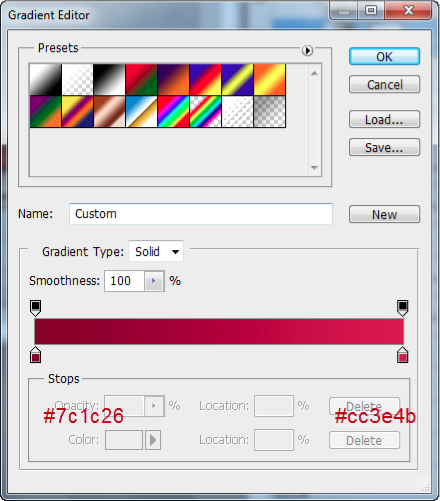 Gradient Editor
Presets
OK
Cancel
Load...
Save...
Name: Custom New
Gradient Type: Solid
Smoothness: 100 %
Stops
Opacity: % Location: % Delete
#7c1c26 #cc3e4b
Color: Location: % Delete